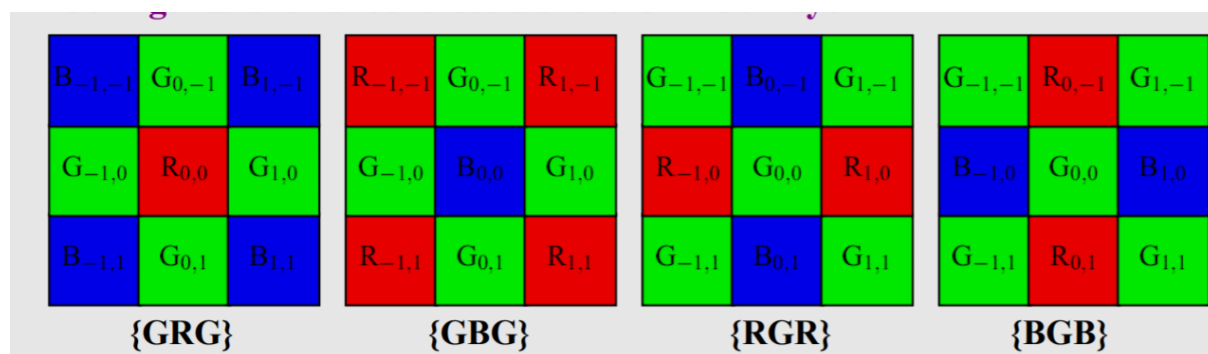 B₋₁,₋₁ G₀,₋₁ B₁,₋₁ R₋₁,₋₁ G₀,₋₁ R₁,₋₁ G₋₁,₋₁ B₀,₋₁ G₁,₋₁ G₋₁,₋₁ R₀,₋₁ G₁,₋₁
G₋₁,₀ R₀,₀ G₁,₀ G₋₁,₀ B₀,₀ G₁,₀ R₋₁,₀ G₀,₀ R₁,₀ B₋₁,₀ G₀,₀ B₁,₀
B₋₁,₁ G₀,₁ B₁,₁ R₋₁,₁ G₀,₁ R₁,₁ G₋₁,₁ B₀,₁ G₁,₁ G₋₁,₁ R₀,₁ G₁,₁
{GRG} {GBG} {RGR} {BGB}